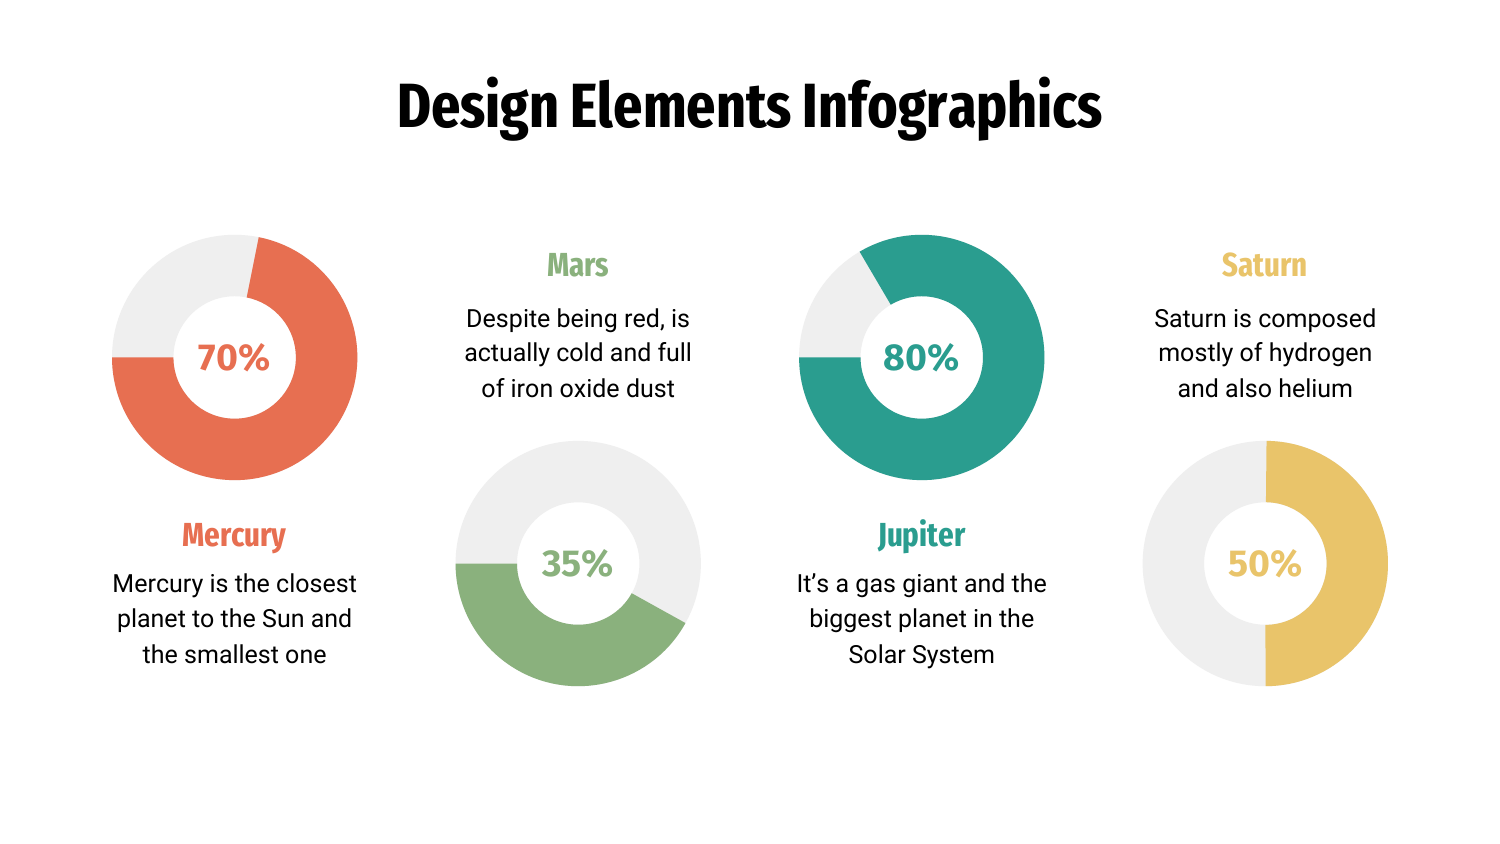 Design Elements Infographics
70%
Mercury
Mercury is the closest
planet to the Sun and
the smallest one
Mars
Despite being red, is
actually cold and full
of iron oxide dust
35%
80%
Jupiter
It’s a gas giant and the
biggest planet in the
Solar System
Saturn
Saturn is composed
mostly of hydrogen
and also helium
50%